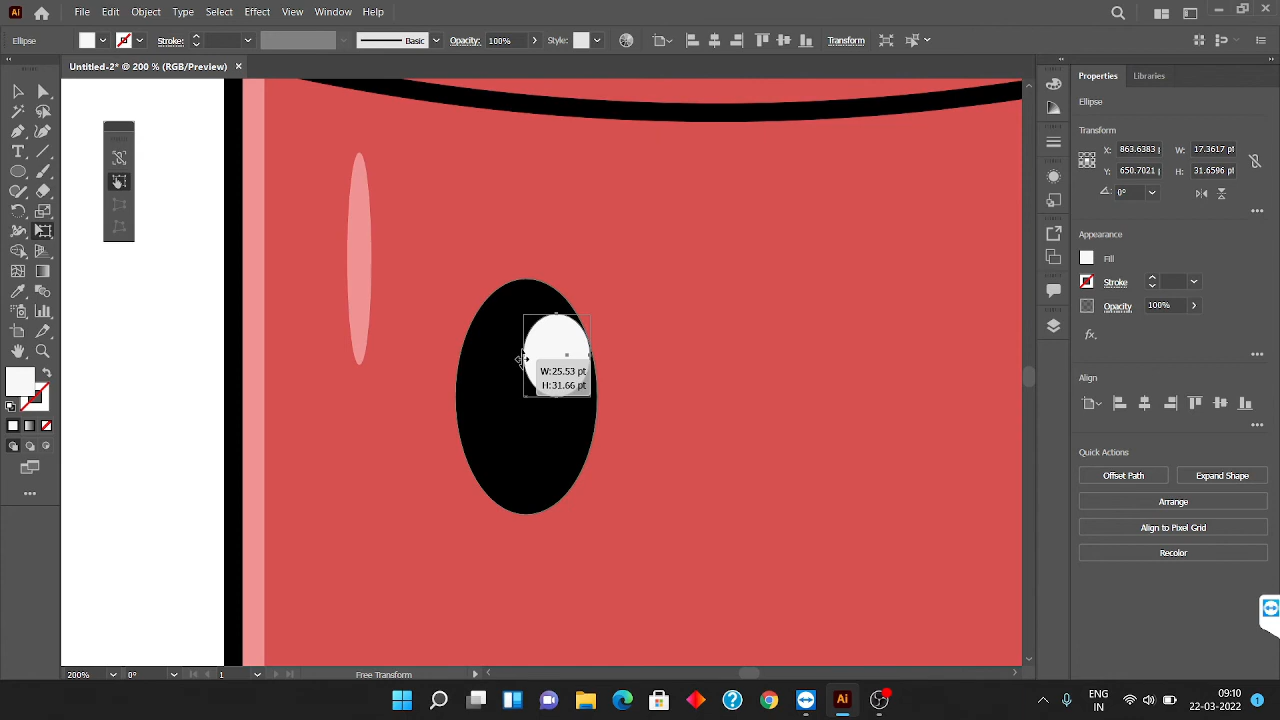 Ai File Edit Object Type Select Effect View Window Help
Ellipse Stroke: Basic Opacity: 100% Style: Transform
Untitled-2* @ 200 % (RGB/Preview) ×
Properties Libraries
Ellipse
Transform
X: 863.6383 W: 17.3617 pt
Y: 650.7021 H: 31.6596 pt
0°
Appearance
Fill
Stroke
Opacity 100%
fx.
W:25.53 pt
H:31.66 pt
Align
Quick Actions
Offset Path Expand Shape
Arrange
Align to Pixel Grid
Recolor
200% 0° 1 Free Transform
Ai ENG
IN
09:10
22-03-2022
1